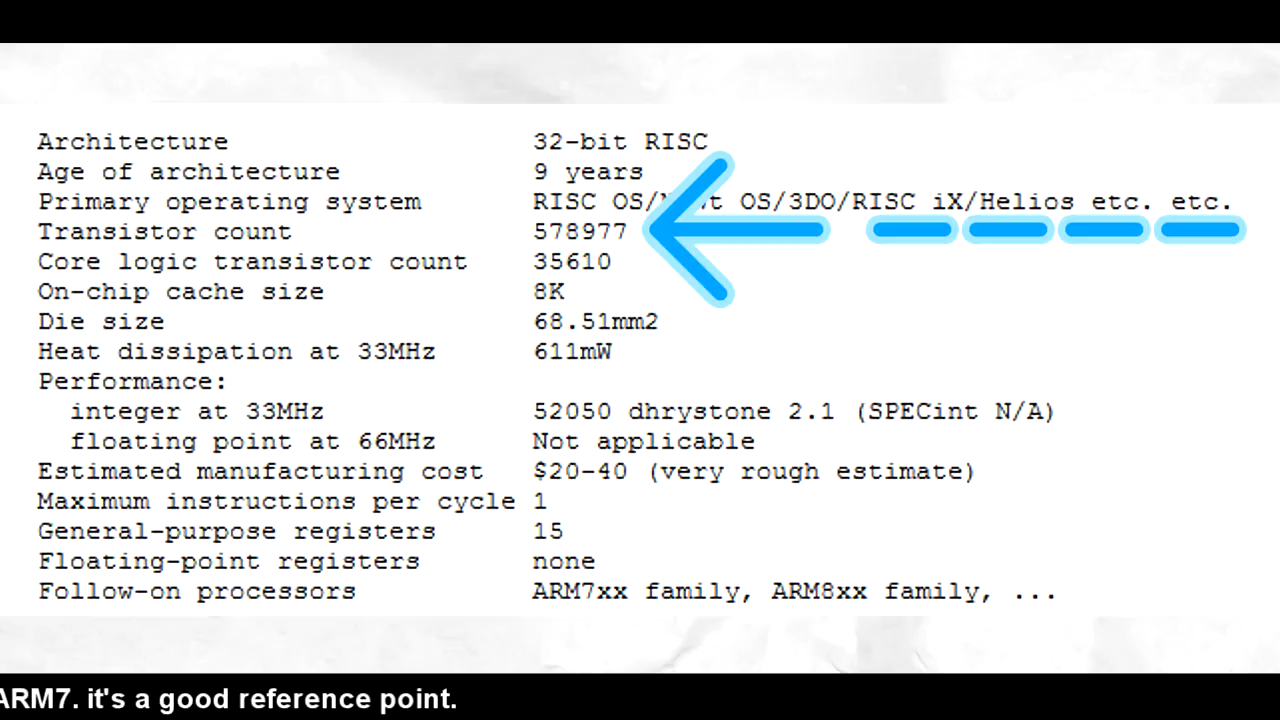 Architecture 32-bit RISC
Age of architecture 9 years
Primary operating system RISC OS/ OS/3DO/RISC iX/Helios etc. etc.
Transistor count 578977
Core logic transistor count 35610
On-chip cache size 8K
Die size 68.51mm2
Heat dissipation at 33MHz 611mW
Performance:
integer at 33MHz 52050 dhrystone 2.1 (SPECint N/A)
floating point at 66MHz Not applicable
Estimated manufacturing cost $20-40 (very rough estimate)
Maximum instructions per cycle 1
General-purpose registers 15
Floating-point registers none
Follow-on processors ARM7xx family, ARM8xx family, ...
ARM7. it's a good reference point.